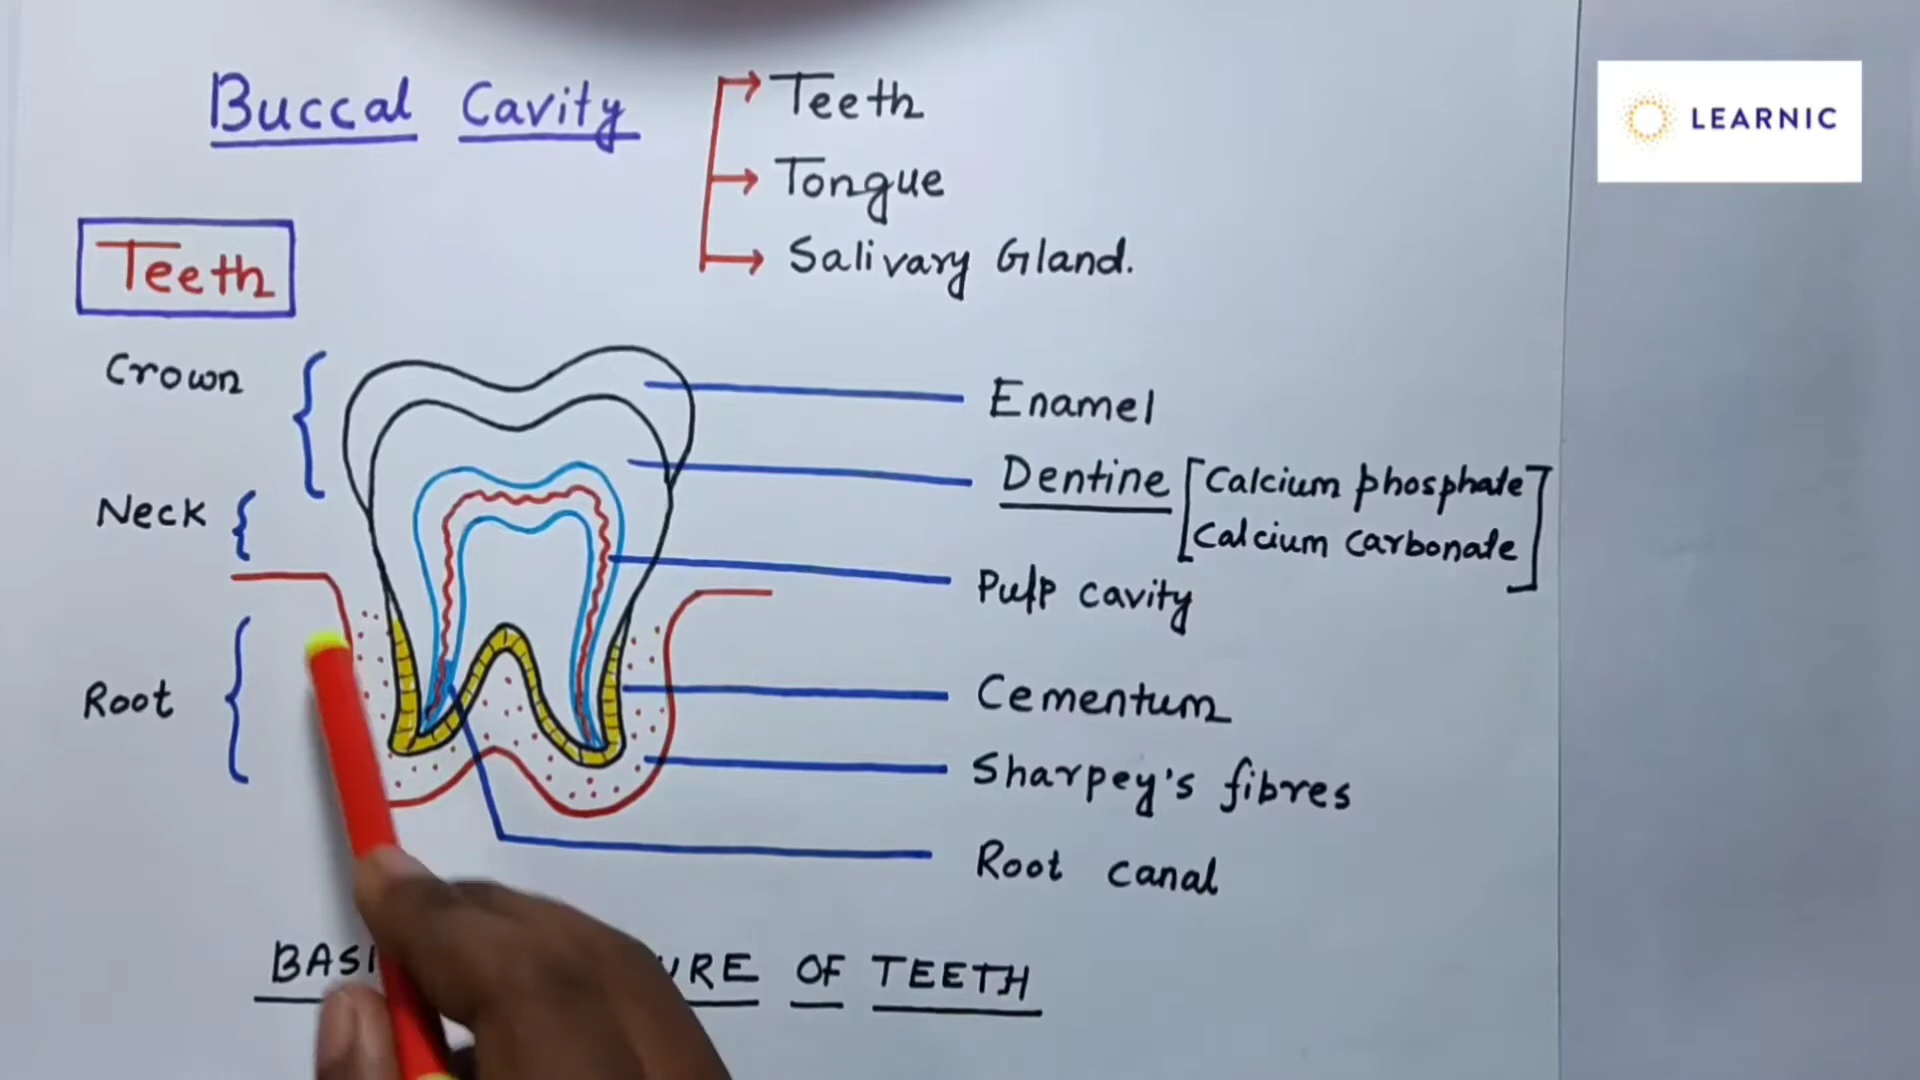 Buccal Cavity
Teeth
Tongue
Salivary Gland.
LEARNIC
Teeth
Crown
Neck
Root
Enamel
Dentine [Calcium phosphate
Calcium carbonate]
Pulp cavity
Cementum
Sharpey's fibres
Root canal
OF TEETH